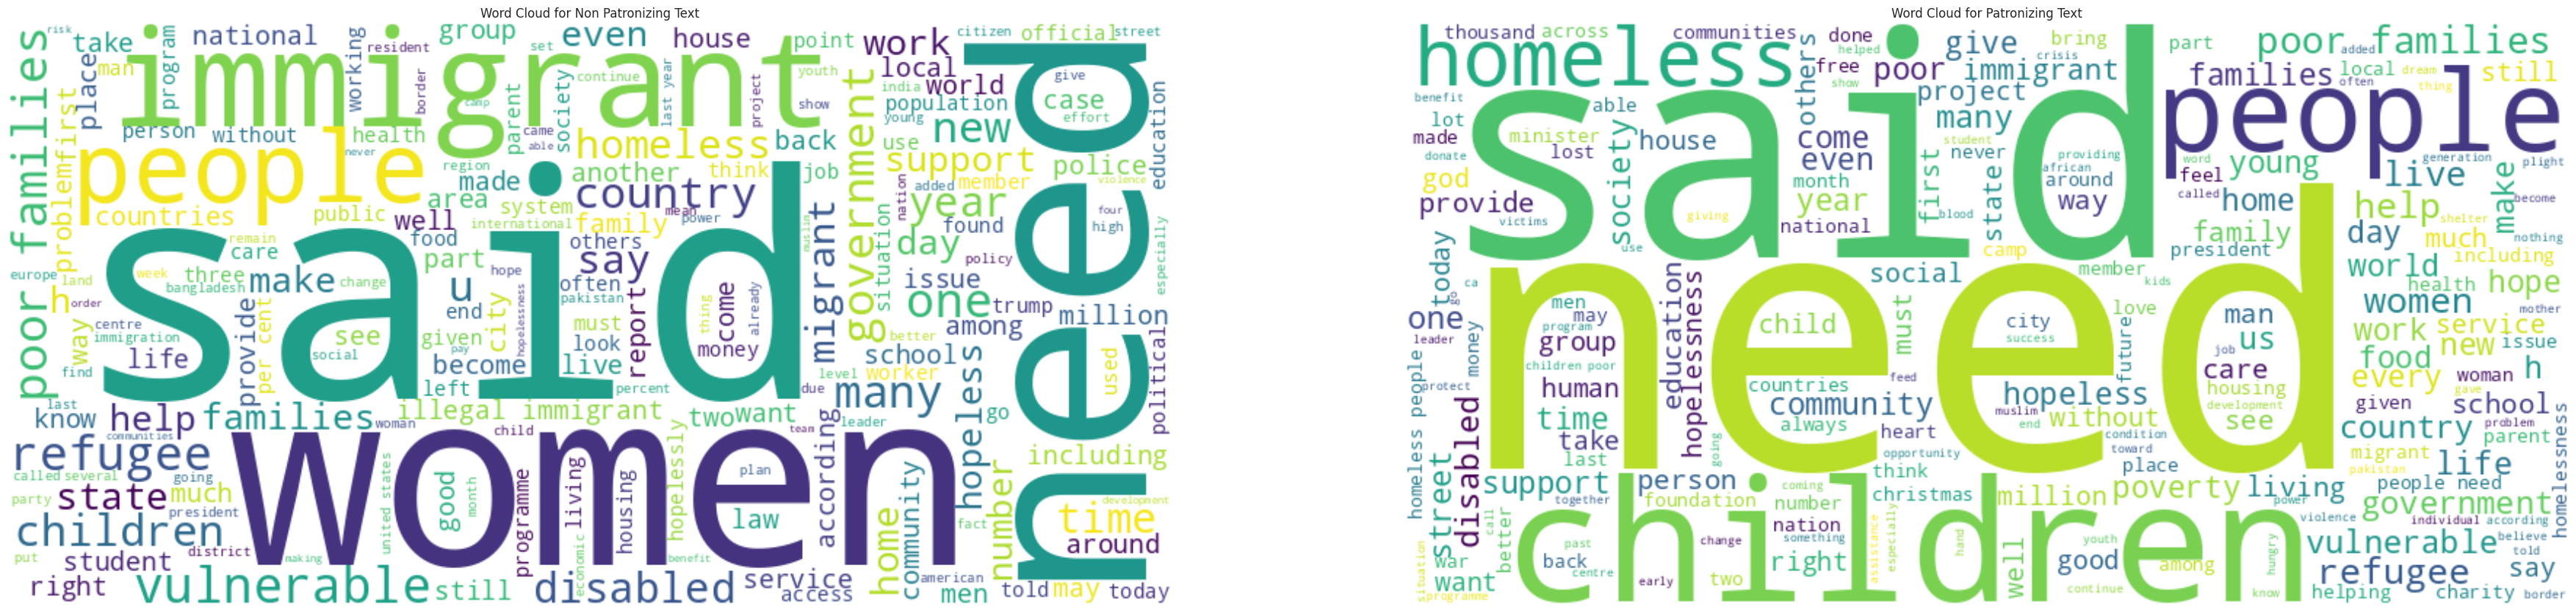 Word Cloud for Non Patronizing Text
risk
take
national
group
even
house
point
work
citizen
official
street
program
resident
set
man
place
immigrant
working
border
continue
last year
project
youth
local
world
give
india
society
parent
camp
show
population
young
case
effort
education
poor families
problem
first
person
without
health
came
able
homeless
back
use
new
people
never
region
another
think
job
support
police
made
member
added
violence
countries
public
area
system
country
government
year
nation
four
high
well
international
family
mean
power
muslim
migrant
situation
found
need
especially
remain
care
food
others
day
policy
europe
land
week
three
change
make
part
hope
say
issue
bangladesh
often
u
pakistan
one
trump
h
order
said
end
city
must
thing
come
already
among
million
way
centre
immigration
per cent
provide
see
given
hopelessness
look
report
better
political
life
social
pay
become
live
money
school
used
find
left
percent
due
level
worker
many
last
know
help
families
illegal immigrant
two
want
hopeless
go
communities
woman
according
leader
number
including
refugee
women
child
hopelessly
team
called
several
going
plan
fact
time
development
state
much
united states
good
month
programme
economic
living
housing
law
community
home
around
party
president
children
put
student
district
making
benefit
service
american
right
vulnerable
still
disabled
access
men
told
may
today
Word Cloud for Patronizing Text
thousand
across
communities
done
give
bring
part
poor families
homeless
others
helped
crisis
added
free
poor
immigrant
families
local
dream
still
show
often
thing
benefit
able
project
people
lot
society
many
made
minister
house
come
student
lost
even
never
word
generation
plight
donate
providing
young
god
african
feel
live
make
month
around
first
state
called
become
provide
year
way
home
help
shelter
victims
giving
blood
national
family
day
much
nothing
use
said
camp
president
including
today
social
member
world
health
hope
ca
kids
go
men
education
hopelessness
love
women
mother
one
may
must
child
city
man
work
service
program
success
future
us
new
issue
leader
money
group
job
food
children poor
countries
feed
hopeless
care
every
woman
h
protect
human
community
housing
time
always
muslim
without
development
given
gave
school
homeless people
disabled
take
going
heart
end
see
country
problem
last
need
condition
parent
opportunity
toward
migrant
street
support
person
think
place
pakistan
life
homelessness
together
coming
christmas
million
poverty
living
people need
foundation
number
power
government
call
children
violence
individual
according
past
nation
something
war
better
change
assistance
especially
hand
well
youth
hungry
vulnerable
believe
told
situation
want
back
right
good
among
refugee
say
centre
programme
early
two
continue
know
helping
charity
border